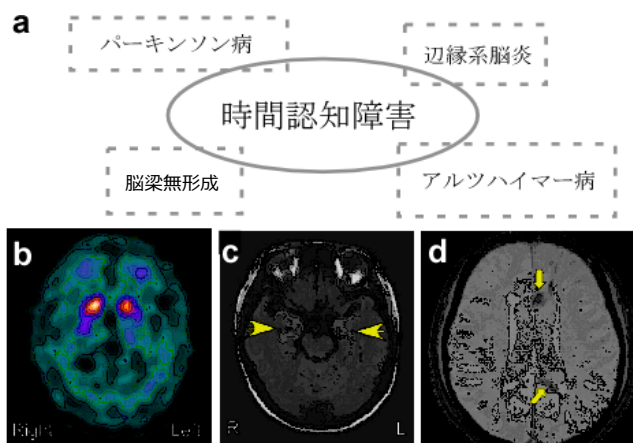 a
パーキンソン病
辺縁系脳炎
時間認知障害
脳梁無形成
アルツハイマー病
b
c
d
Right
Left
R
L